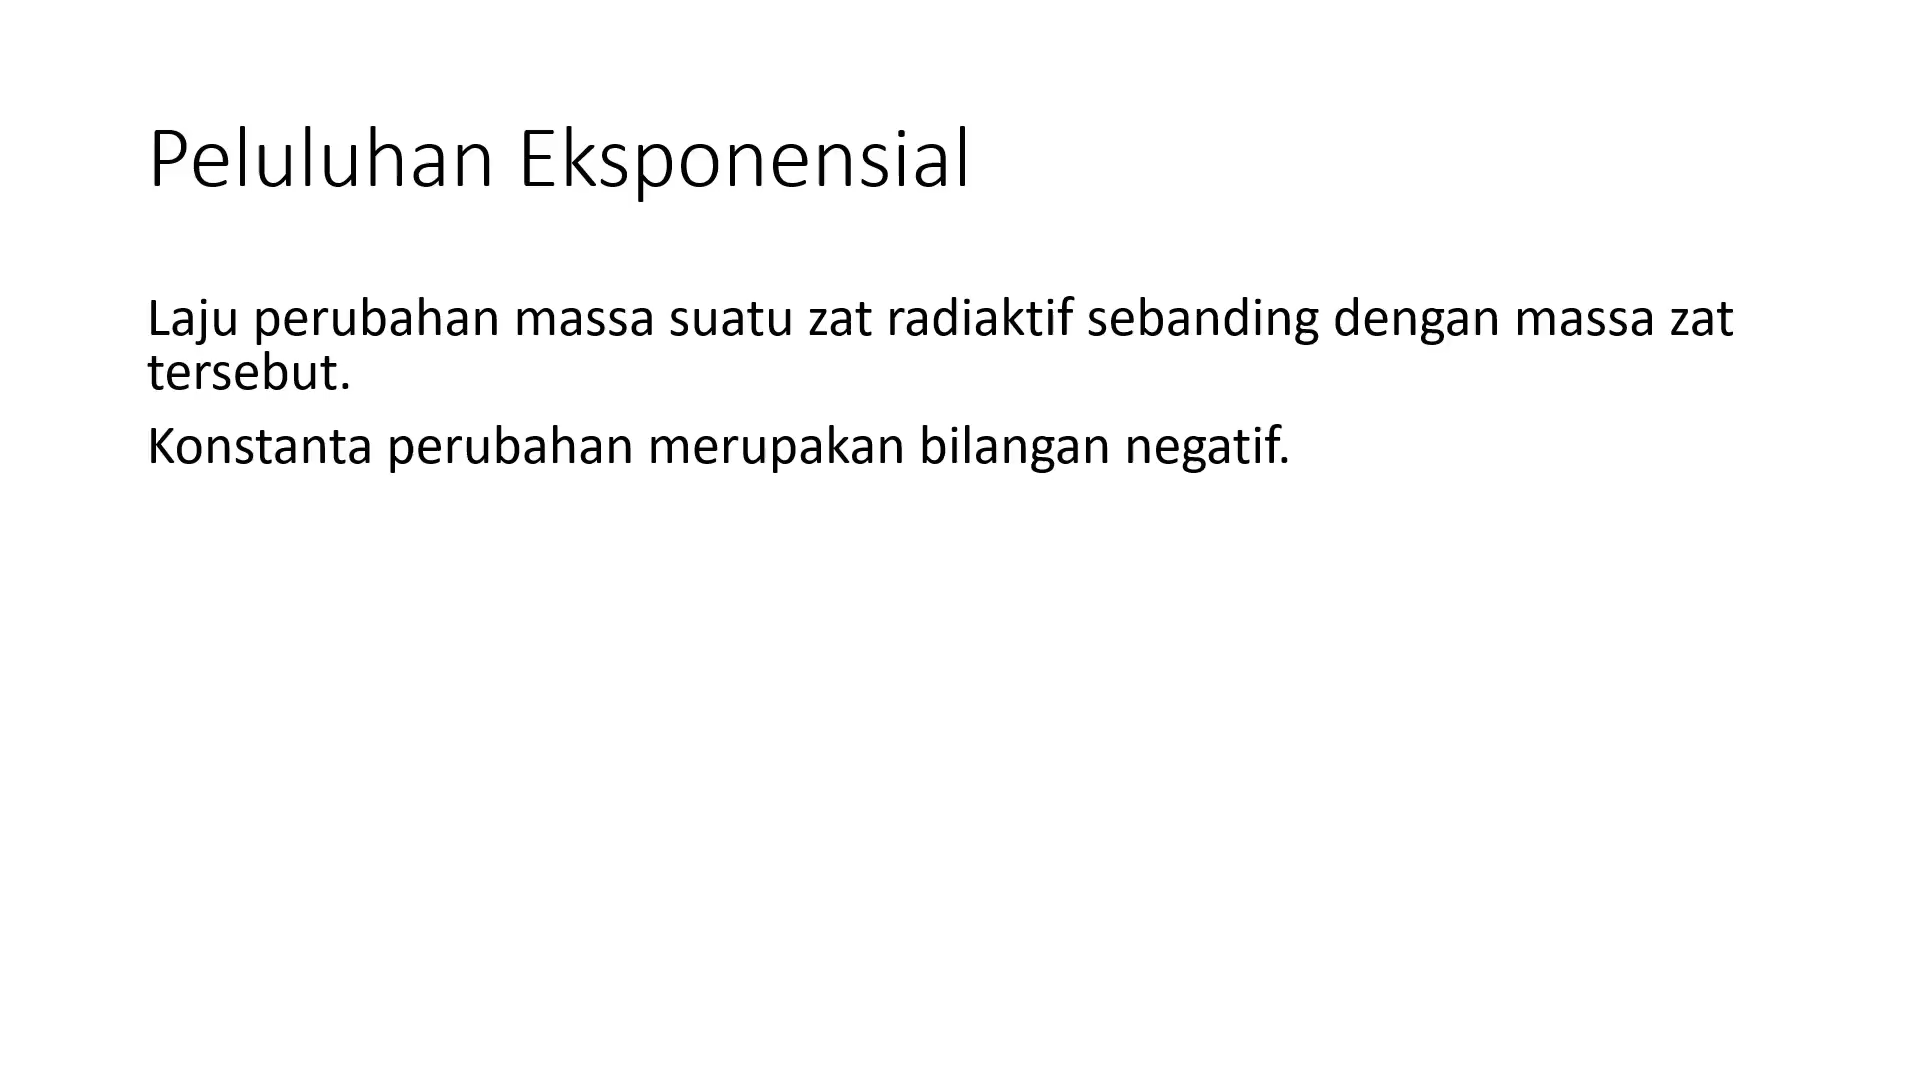 Peluluhan Eksponensial
Laju perubahan massa suatu zat radiaktif sebanding dengan massa zat
tersebut.
Konstanta perubahan merupakan bilangan negatif.